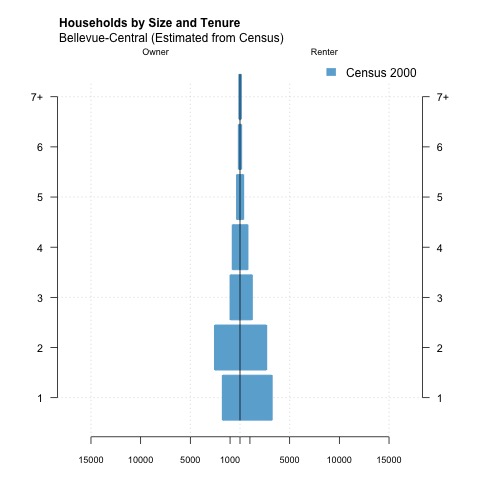 Households by Size and Tenure
Bellevue-Central (Estimated from Census)
Owner Renter
Census 2000
7+ 7+
6 6
5 5
4 4
3 3
2 2
1 1
15000 10000 5000 1000 5000 10000 15000